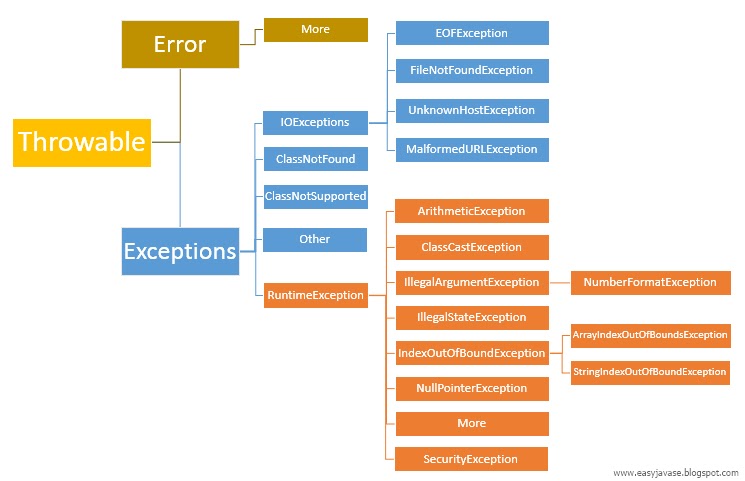 Throwable
Error
More
Exceptions
IOExceptions
EOFException
FileNotFoundException
UnknownHostException
MalformedURLException
ClassNotFound
ClassNotSupported
Other
RuntimeException
ArithmeticException
ClassCastException
IllegalArgumentException
NumberFormatException
IllegalStateException
IndexOutOfBoundException
ArrayIndexOutOfBoundsException
StringIndexOutOfBoundException
NullPointerException
More
SecurityException
www.easyjavase.blogspot.com